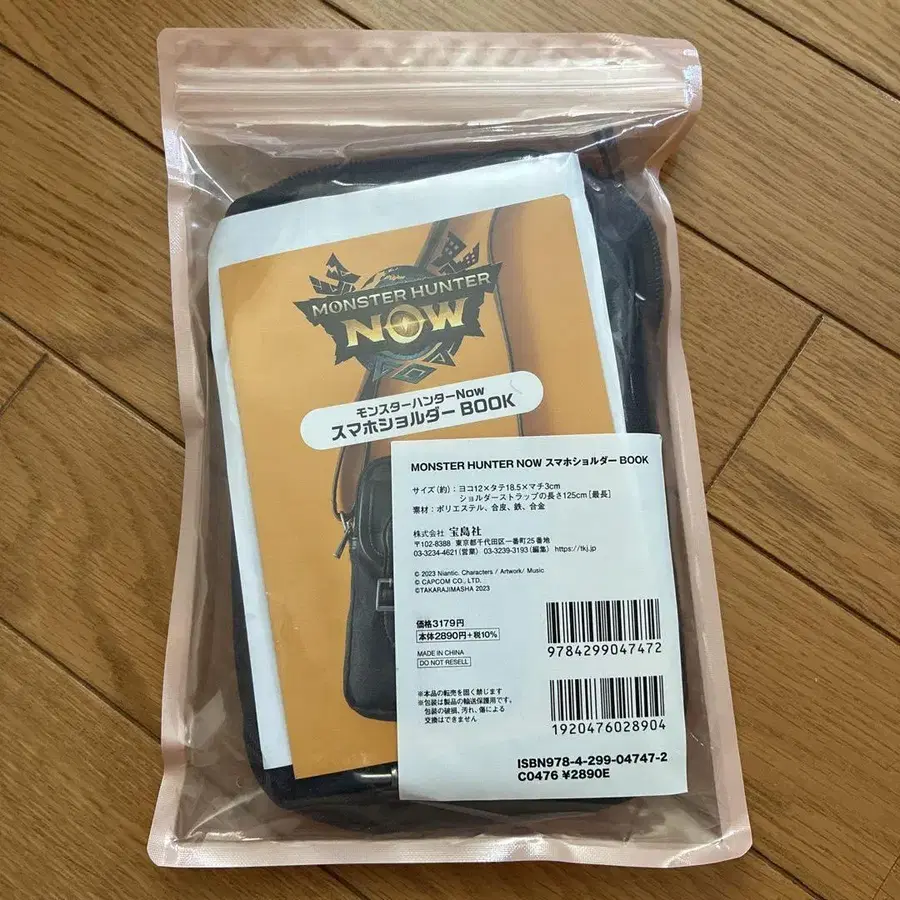 MONSTER HUNTER
NOW
モンスターハンターNow
スマホショルダー BOOK
MONSTER HUNTER NOW スマホショルダー BOOK
サイズ(約):ヨコ12×タテ18.5×マチ3cm
ショルダーストラップの長さ125cm[最長]
素材:ポリエステル、合皮、鉄、合金
株式会社 宝島社
〒102-8388 東京都千代田区一番町25番地
03-3234-4621(営業) 03-3239-3193(編集) https://tkj.jp
© 2023 Niantic. Characters / Artwork/ Music
© CAPCOM CO., LTD.
©TAKARAJIMASHA 2023
価格3179円
本体2890円+税10%
MADE IN CHINA
DO NOT RESELL
※本品の転売を固く禁じます
※包装は製品の輸送保護用です。
包装の破損、汚れ、傷による
交換はできません
9784299047472
1920476028904
ISBN978-4-299-04747-2
C0476 ¥2890E